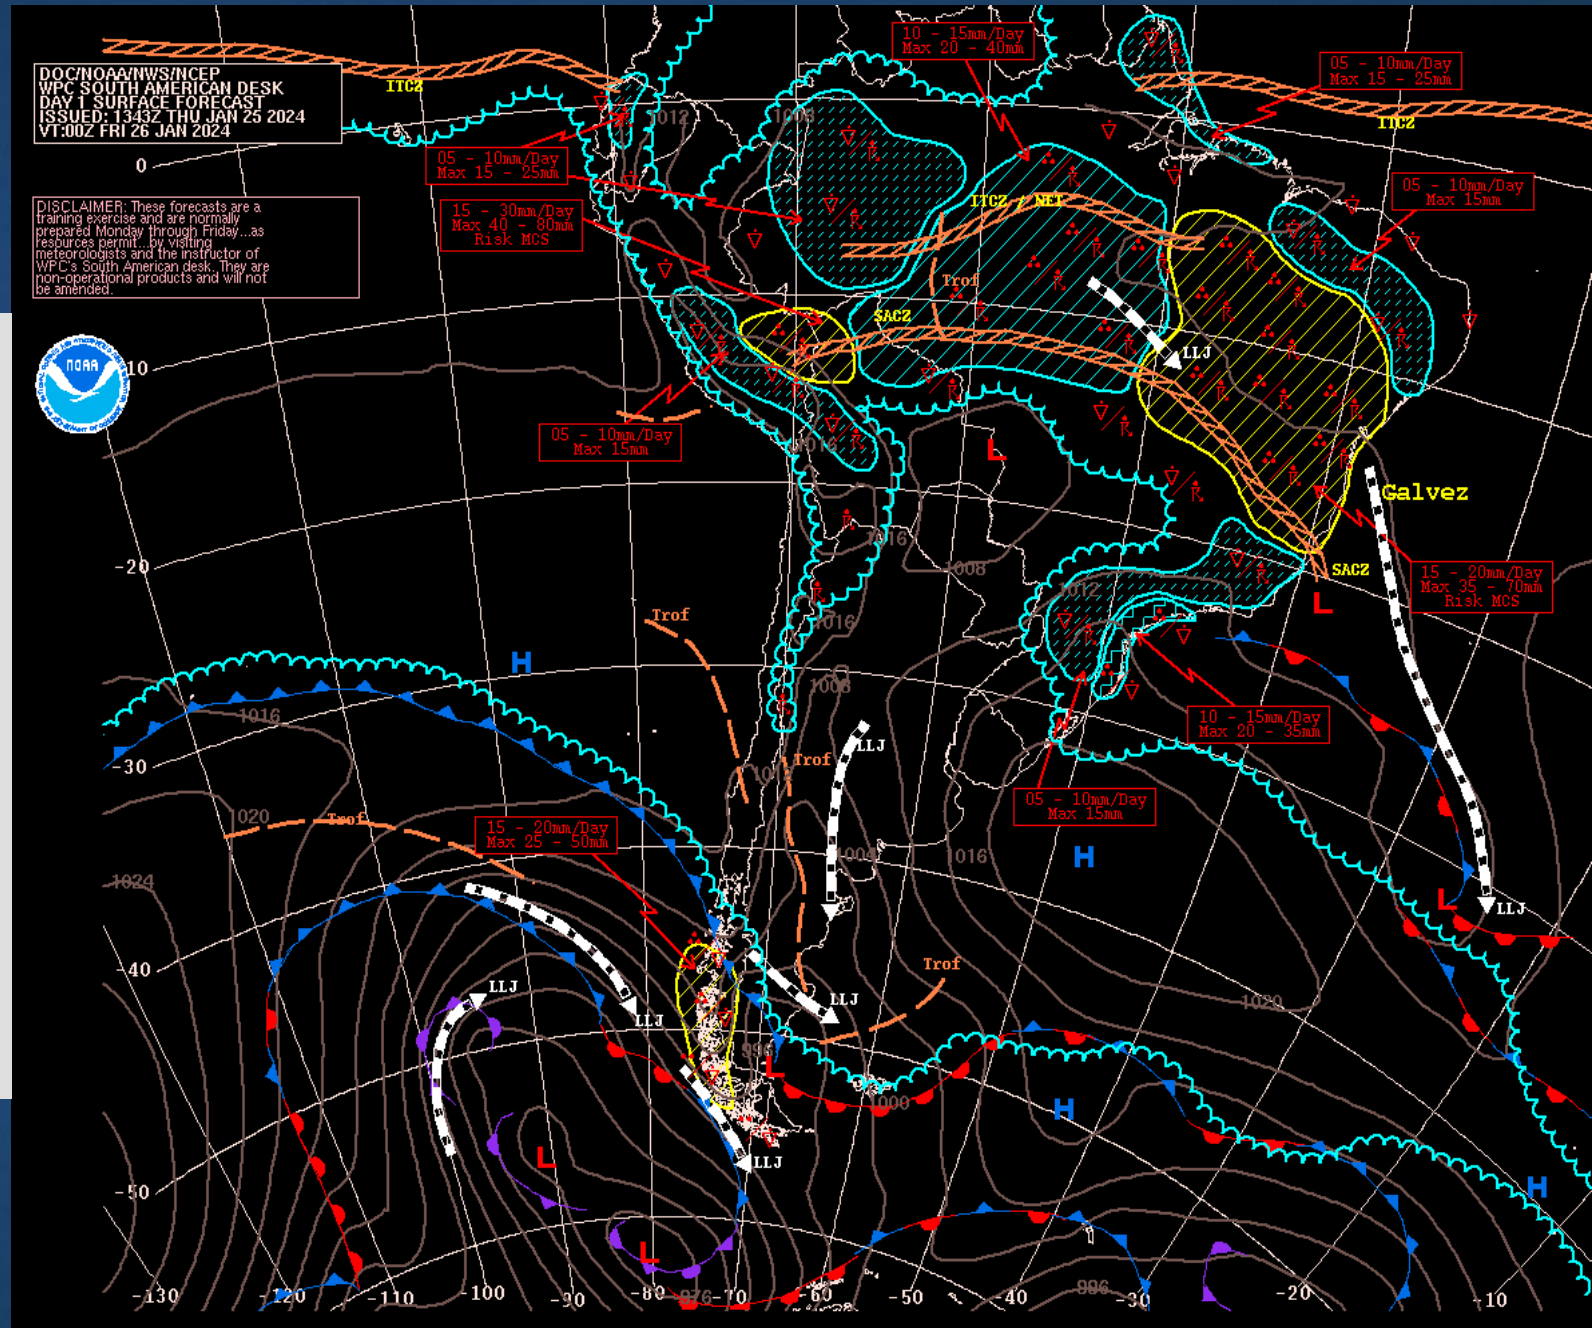 DOC/NOAA/NWS/NCEP
WPC SOUTH AMERICAN DESK
DAY 1 SURFACE FORECAST
ISSUED: 1343Z THU JAN 25 2024
VT:00Z FRI 26 JAN 2024
DISCLAIMER: These forecasts are a
training exercise and are normally
prepared Monday through Friday...as
resources permit...by visiting
meteorologists and the instructor of
WPC's South American desk. They are
non-operational products and will not
be amended.
NOAA
ITCZ
10 - 15mm/Day
Max 20 - 40mm
05 - 10mm/Day
Max 15 - 25mm
ITCZ
1012
1008
0
05 - 10mm/Day
Max 15 - 25mm
05 - 10mm/Day
Max 15mm
15 - 30mm/Day
Max 40 - 80mm
Risk MCS
ITCZ / NET
Trof
SACZ
LLJ
-10
05 - 10mm/Day
Max 15mm
1016
L
Galvez
1016
1008
-20
SACZ
15 - 20mm/Day
Max 35 - 70mm
Risk MCS
1012
L
Trof
1016
H
1008
1016
10 - 15mm/Day
Max 20 - 35mm
LLJ
Trof
1012
-30
05 - 10mm/Day
Max 15mm
1020
Trof
15 - 20mm/Day
Max 25 - 50mm
1004
1016
H
1024
L
LLJ
-40
Trof
LLJ
LLJ
LLJ
1020
996
L
1000
H
L
LLJ
-50
H
L
-130
-120
-110
-100
-90
-80
976
-70
-60
-50
-40
996
-30
-20
-10